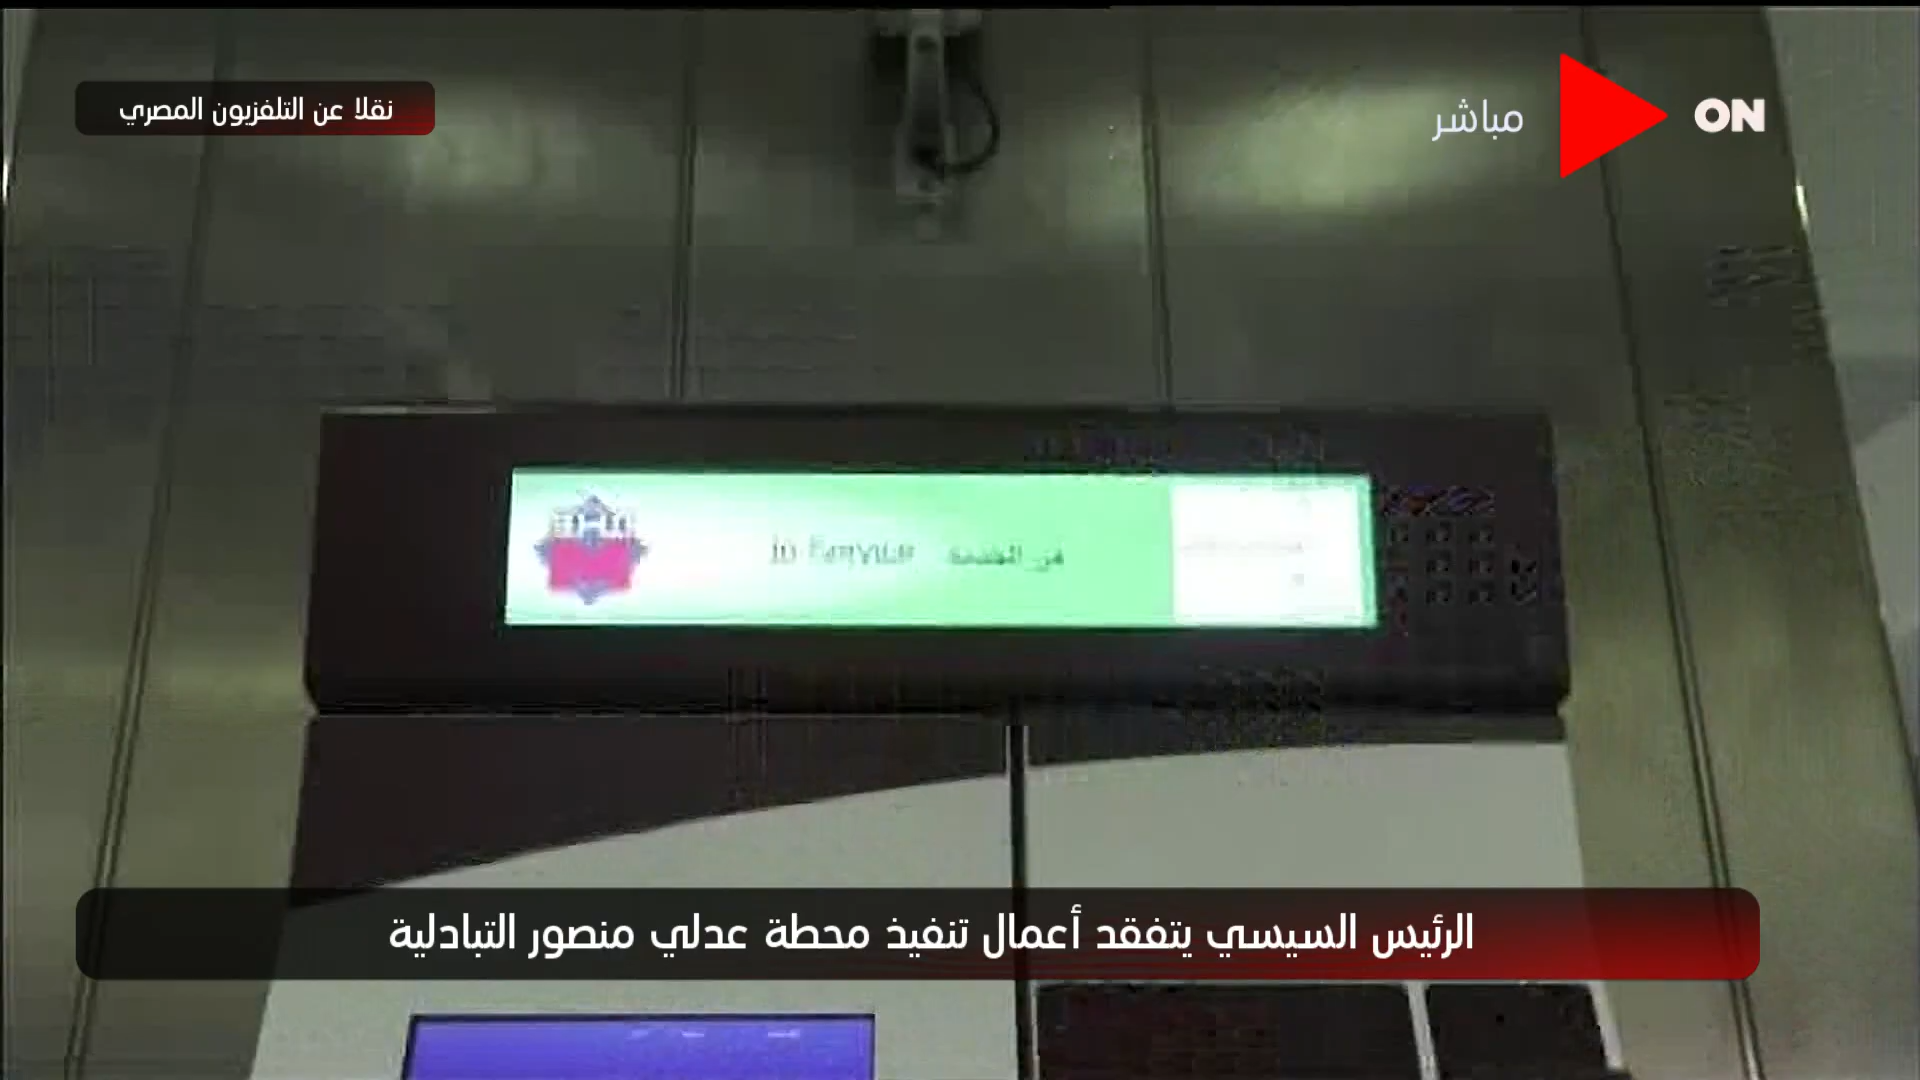 نقلا عن التلفزيون المصري
مباشر
ON
In Service في الخدمة
الرئيس السيسي يتفقد أعمال تنفيذ محطة عدلي منصور التبادلية